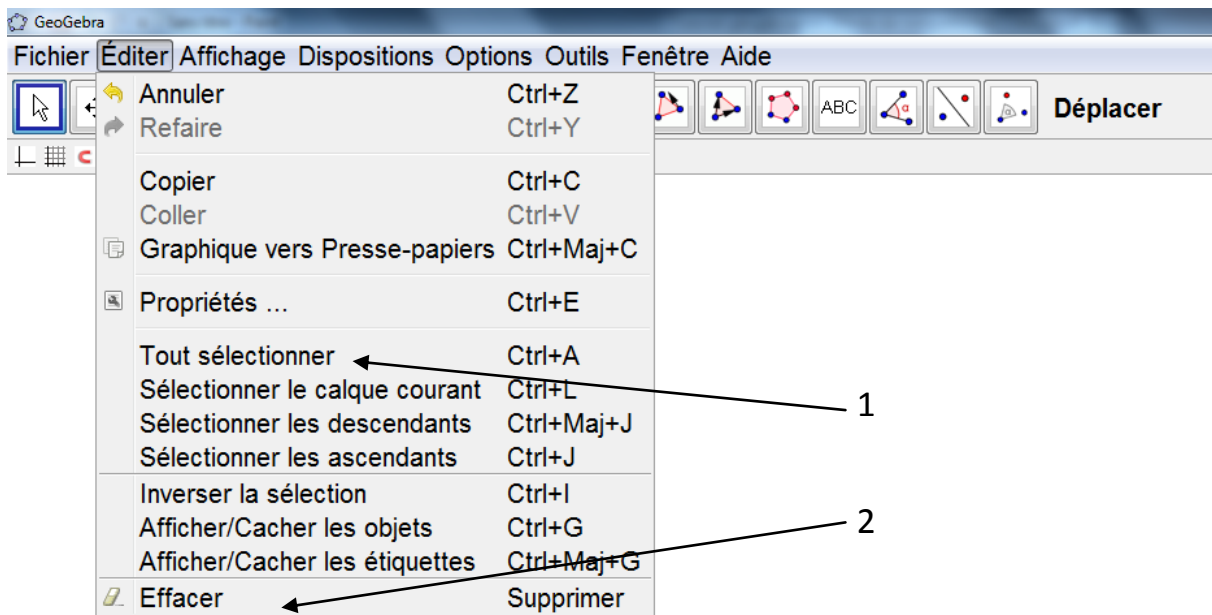 GeoGebra
Fichier Éditer Affichage Dispositions Options Outils Fenêtre Aide
Annuler Ctrl+Z
ABC α α Déplacer
Refaire Ctrl+Y
Copier Ctrl+C
Coller Ctrl+V
Graphique vers Presse-papiers Ctrl+Maj+C
Propriétés ... Ctrl+E
Tout sélectionner Ctrl+A
Sélectionner le calque courant Ctrl+L
1
Sélectionner les descendants Ctrl+Maj+J
Sélectionner les ascendants Ctrl+J
Inverser la sélection Ctrl+I
Afficher/Cacher les objets Ctrl+G
2
Afficher/Cacher les étiquettes Ctrl+Maj+G
Effacer Supprimer